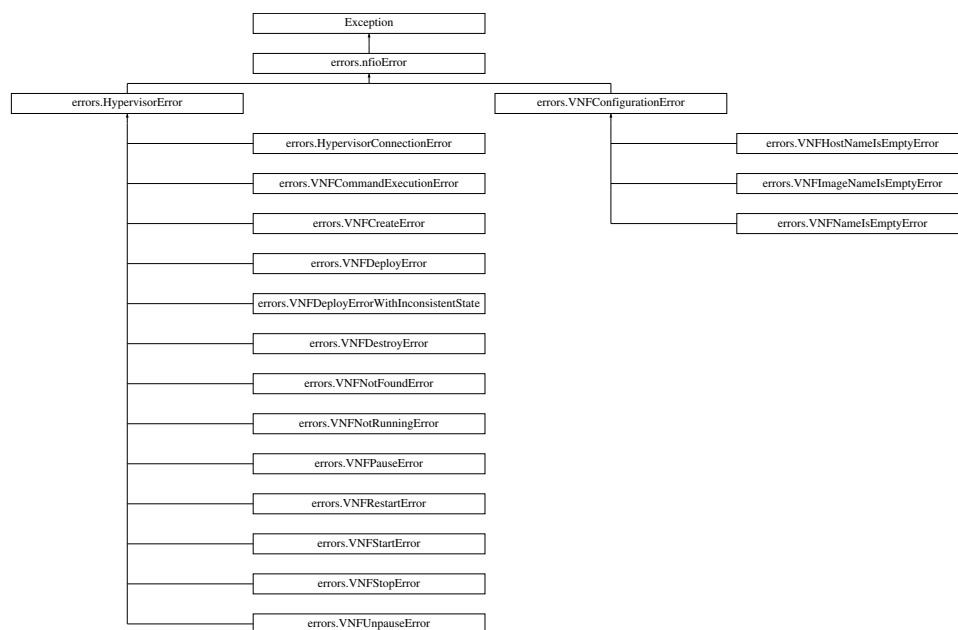 Exception
errors.nfioError
errors.HypervisorError
errors.VNFConfigurationError
errors.HypervisorConnectionError
errors.VNFHostNameIsEmptyError
errors.VNFCommandExecutionError
errors.VNFImageNameIsEmptyError
errors.VNFCreateError
errors.VNFNameIsEmptyError
errors.VNFDeployError
errors.VNFDeployErrorWithInconsistentState
errors.VNFDestroyError
errors.VNFNotFoundError
errors.VNFNotRunningError
errors.VNFPauseError
errors.VNFRestartError
errors.VNFStartError
errors.VNFStopError
errors.VNFUnpauseError